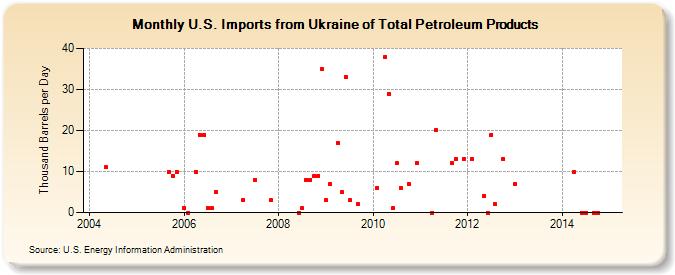 Monthly U.S. Imports from Ukraine of Total Petroleum Products
Thousand Barrels per Day
40
30
20
10
0
2004 2006 2008 2010 2012 2014
Source: U.S. Energy Information Administration